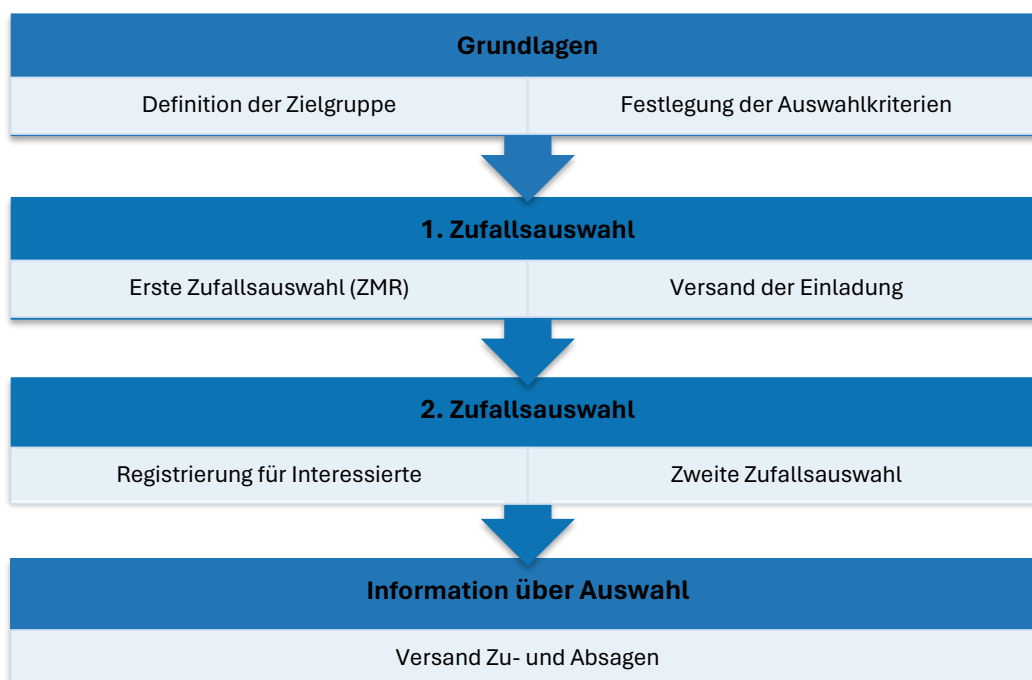 Grundlagen
Definition der Zielgruppe
Festlegung der Auswahlkriterien
1. Zufallsauswahl
Erste Zufallsauswahl (ZMR)
Versand der Einladung
2. Zufallsauswahl
Registrierung für Interessierte
Zweite Zufallsauswahl
Information über Auswahl
Versand Zu- und Absagen